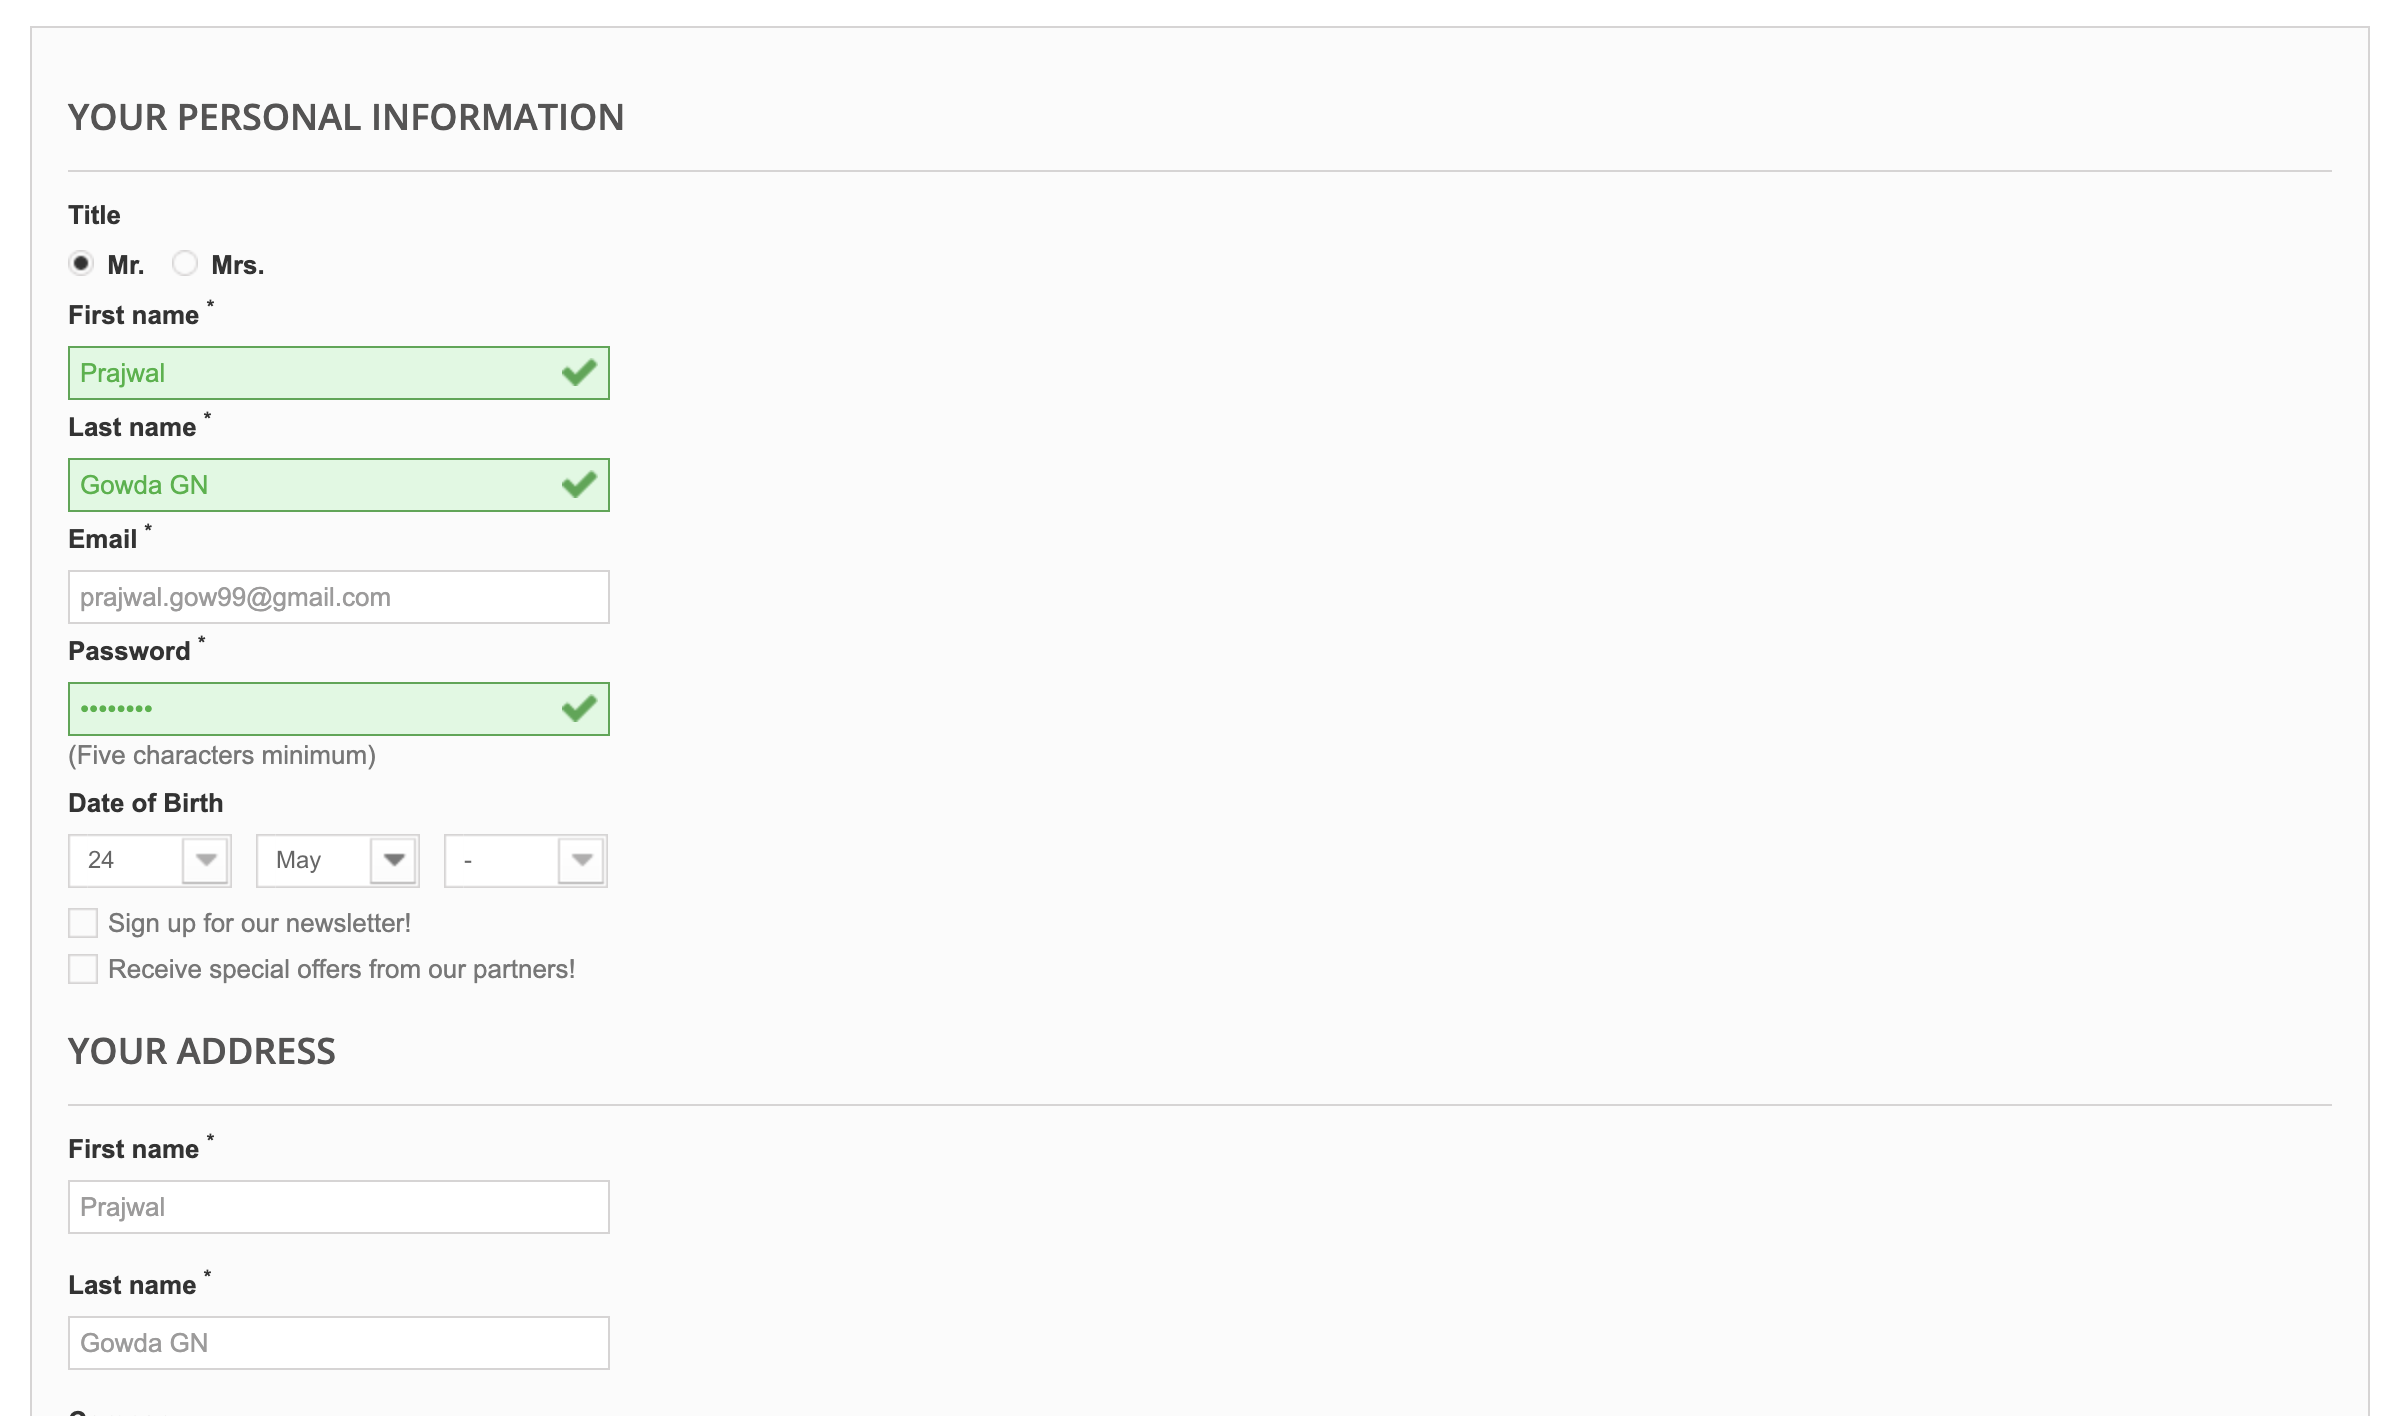 YOUR PERSONAL INFORMATION
Title
Mr. Mrs.
First name *
Prajwal
Last name *
Gowda GN
Email *
prajwal.gow99@gmail.com
Password *
••••••••
(Five characters minimum)
Date of Birth
24 May -
Sign up for our newsletter!
Receive special offers from our partners!
YOUR ADDRESS
First name *
Prajwal
Last name *
Gowda GN